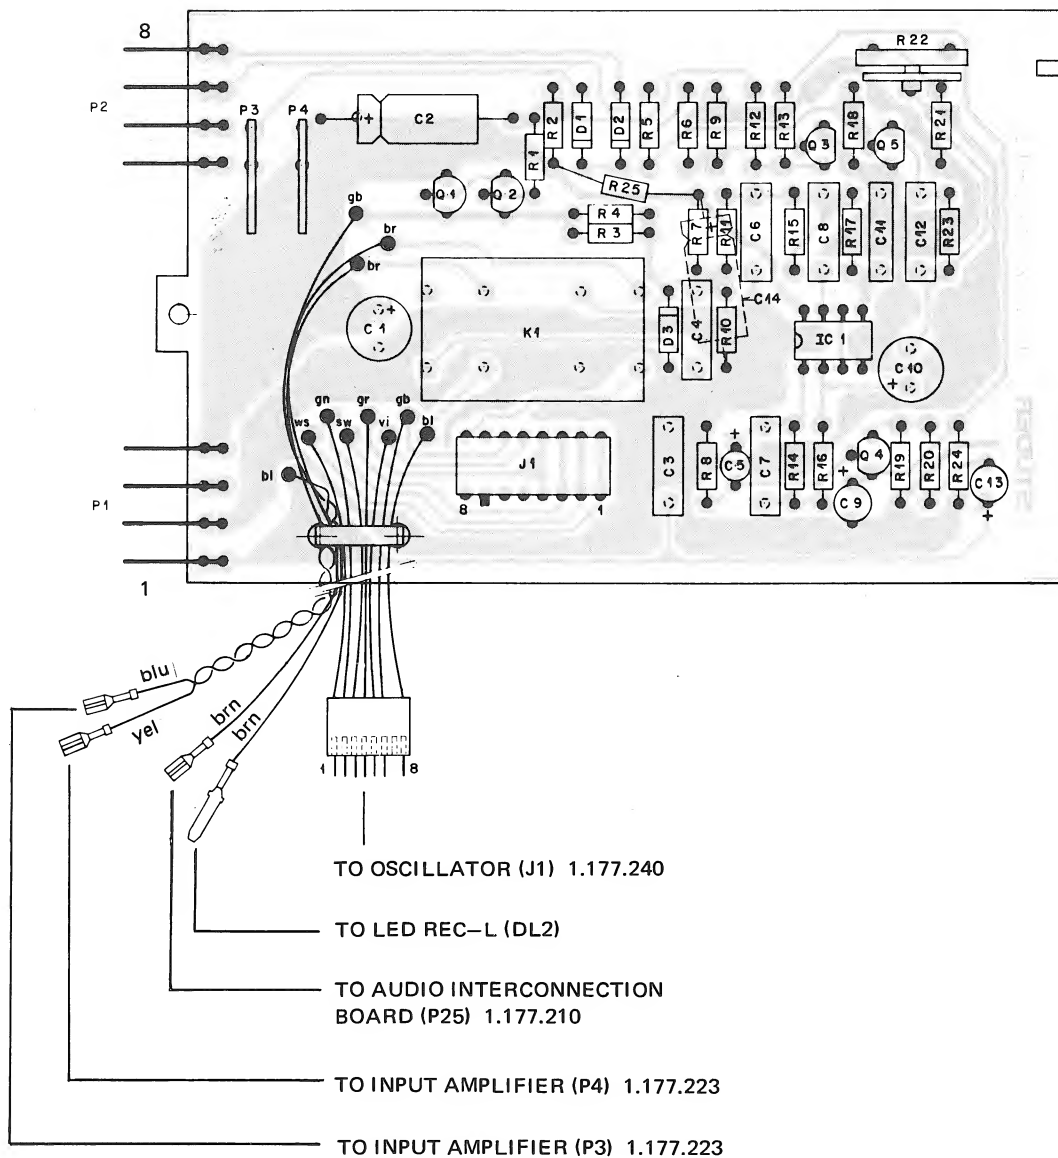 8
P2
P3
P4
C2
R2
D1
D2
R5
R6
R9
R12
R13
Q3
R18
Q5
R21
R22
R1
Q1
Q2
R25
R4
R3
R7
R11
C6
R15
C8
R17
C11
C12
R23
gb
br
br
C1
K1
D3
C4
R10
C14
IC1
C10
ws
gn
sw
gr
vi
gb
bl
bl
J1
8
1
C3
R8
C5
C7
R14
R16
C9
Q4
R19
R20
R24
C13
P1
1
blu
yel
brn
brn
1
8
TO OSCILLATOR (J1) 1.177.240
TO LED REC–L (DL2)
TO AUDIO INTERCONNECTION
BOARD (P25) 1.177.210
TO INPUT AMPLIFIER (P4) 1.177.223
TO INPUT AMPLIFIER (P3) 1.177.223